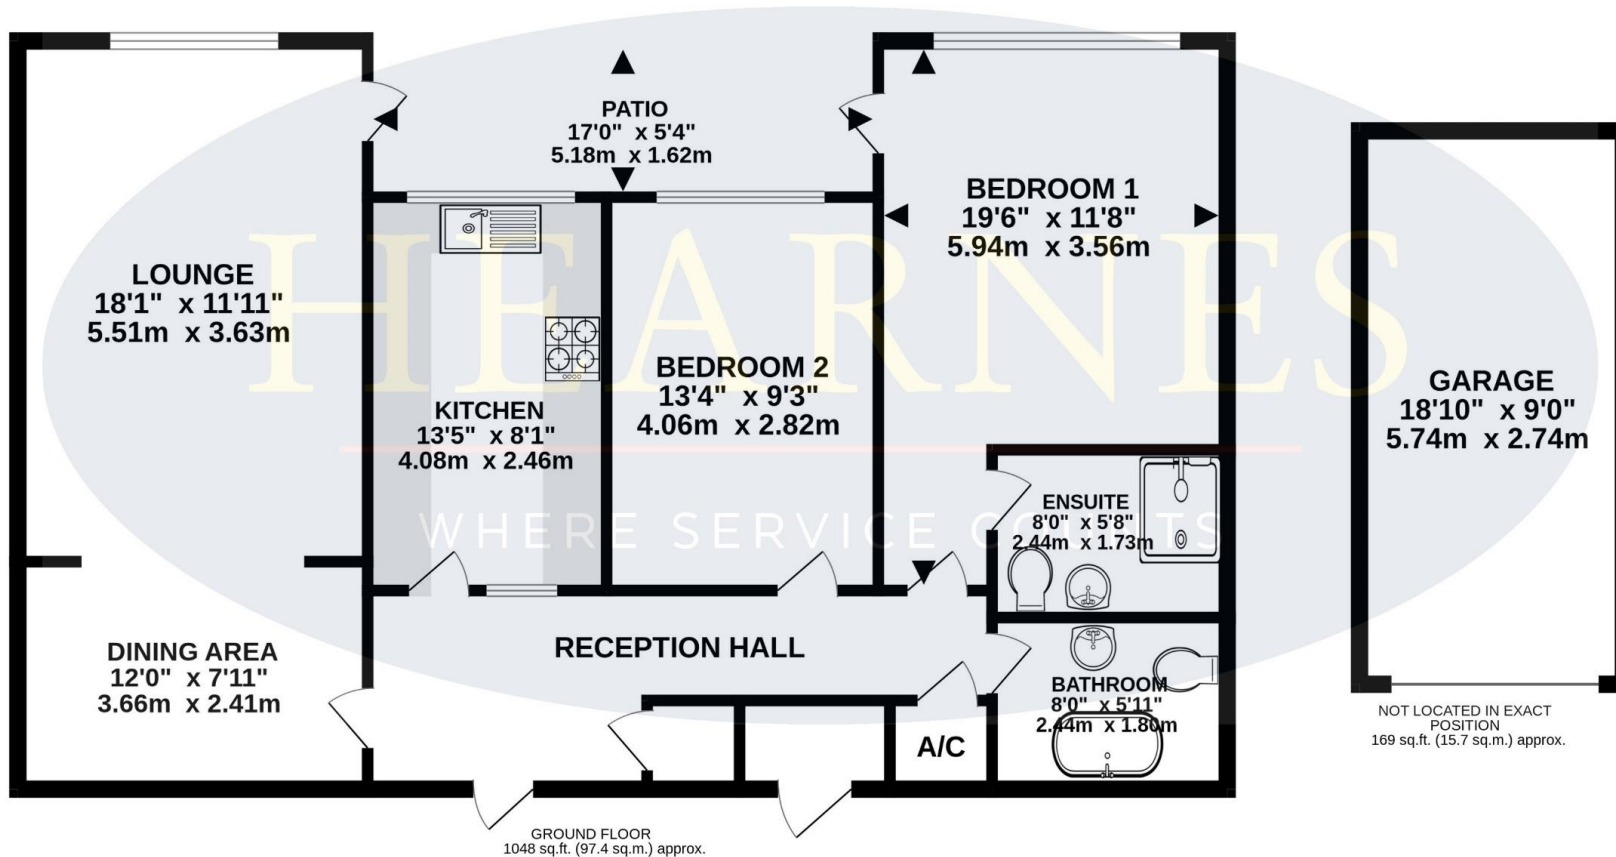 PATIO
17'0" x 5'4"
5.18m x 1.62m
BEDROOM 1
19'6" x 11'8"
5.94m x 3.56m
HEARNES
LOUNGE
18'1" x 11'11"
5.51m x 3.63m
BEDROOM 2
13'4" x 9'3"
4.06m x 2.82m
GARAGE
18'10" x 9'0"
5.74m x 2.74m
KITCHEN
13'5" x 8'1"
4.08m x 2.46m
WHERE SERVICE COUNTS
ENSUITE
8'0" x 5'8"
2.44m x 1.73m
RECEPTION HALL
DINING AREA
12'0" x 7'11"
3.66m x 2.41m
BATHROOM
8'0" x 5'11"
2.44m x 1.80m
A/C
NOT LOCATED IN EXACT
POSITION
169 sq.ft. (15.7 sq.m.) approx.
GROUND FLOOR
1048 sq.ft. (97.4 sq.m.) approx.